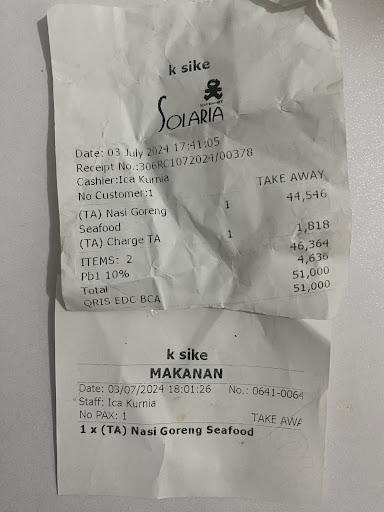 k sike
SOLARIA
Date: 03 July 2024 17:41:05
Receipt No.:306RC1072024/00378
Cashier:Ica Kurnia
No Customer:1 TAKE AWAY
(TA) Nasi Goreng 1 44,546
Seafood
(TA) Charge TA 1 1,818
ITEMS: 2 46,364
Pb1 10% 4,636
Total 51,000
QRIS EDC BCA 51,000
k sike
MAKANAN
Date: 03/07/2024 18:01:26 No.: 0641-0064
Staff: Ica Kurnia
No PAX: 1 TAKE AWA
1 x (TA) Nasi Goreng Seafood